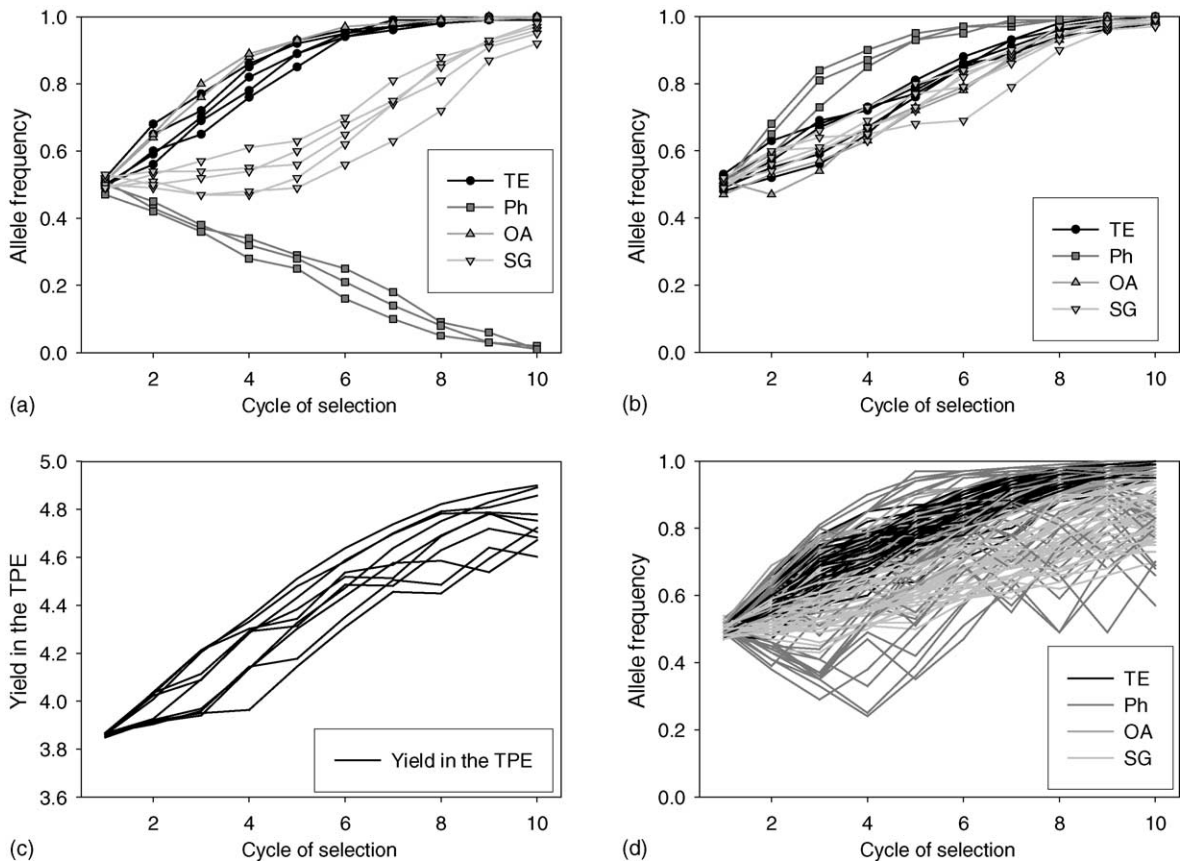 1.0
0.8
0.6
0.4
0.2
0.0
Allele frequency
TE
Ph
OA
SG
2
4
6
8
10
Cycle of selection
(a)
1.0
0.8
0.6
0.4
0.2
0.0
Allele frequency
TE
Ph
OA
SG
2
4
6
8
10
Cycle of selection
(b)
5.0
4.8
4.6
4.4
4.2
4.0
3.8
3.6
Yield in the TPE
Yield in the TPE
2
4
6
8
10
Cycle of selection
(c)
1.0
0.8
0.6
0.4
0.2
0.0
Allele frequency
TE
Ph
OA
SG
2
4
6
8
10
Cycle of selection
(d)